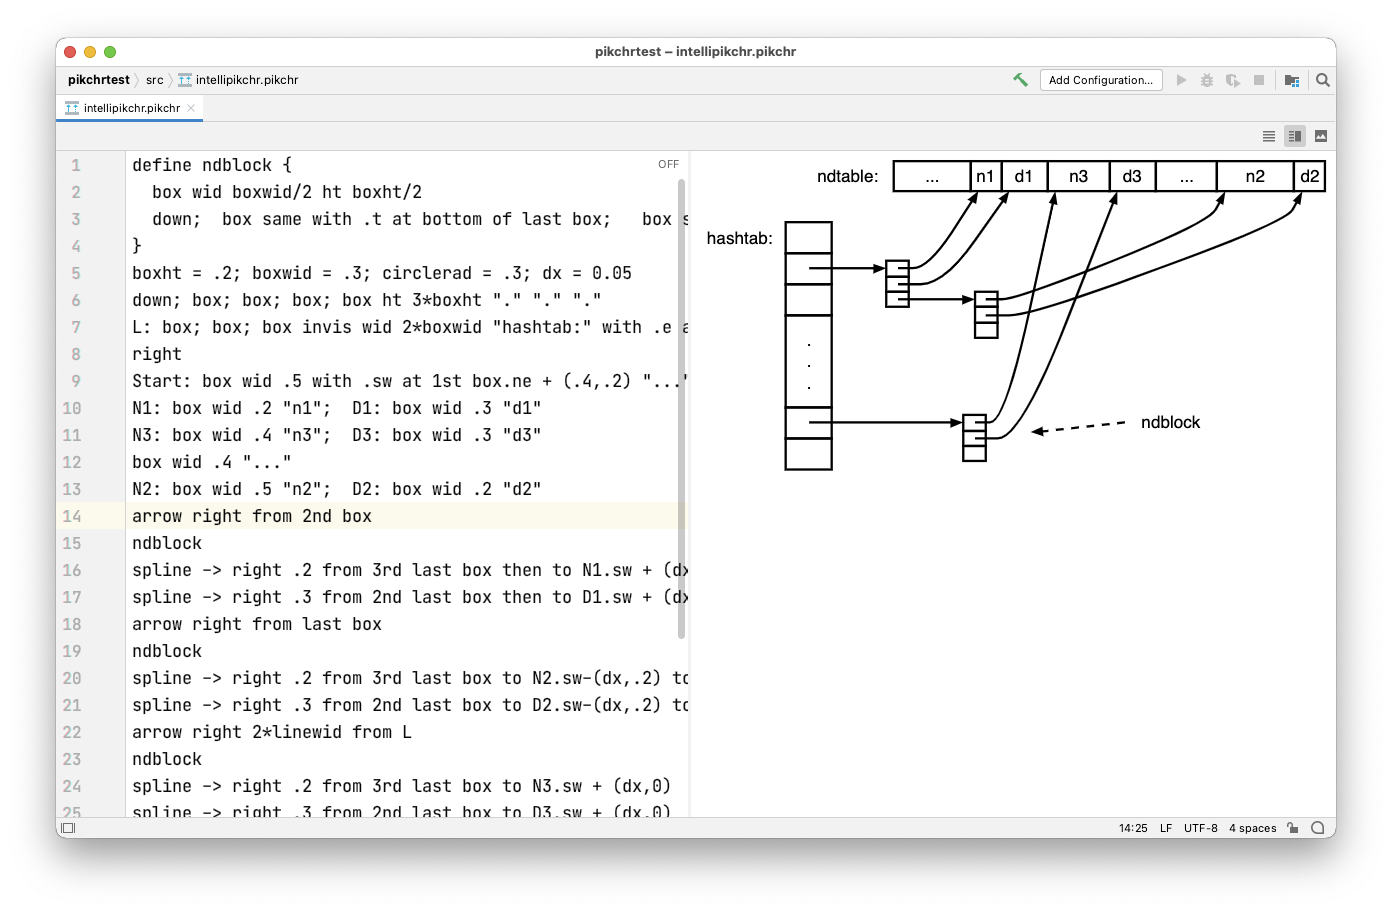 pikchrtest – intellipikchr.pikchr
pikchrtest src intellipikchr.pikchr Add Configuration...
intellipikchr.pikchr
OFF
1 define ndblock {
2 box wid boxwid/2 ht boxht/2
3 down; box same with .t at bottom of last box; box s
4 }
5 boxht = .2; boxwid = .3; circlerad = .3; dx = 0.05
6 down; box; box; box; box ht 3*boxht "." "." "."
7 L: box; box; box invis wid 2*boxwid "hashtab:" with .e a
8 right
9 Start: box wid .5 with .sw at 1st box.ne + (.4,.2) "..."
10 N1: box wid .2 "n1"; D1: box wid .3 "d1"
11 N3: box wid .4 "n3"; D3: box wid .3 "d3"
12 box wid .4 "..."
13 N2: box wid .5 "n2"; D2: box wid .2 "d2"
14 arrow right from 2nd box
15 ndblock
16 spline -> right .2 from 3rd last box then to N1.sw + (dx
17 spline -> right .3 from 2nd last box then to D1.sw + (dx
18 arrow right from last box
19 ndblock
20 spline -> right .2 from 3rd last box to N2.sw-(dx,.2) to
21 spline -> right .3 from 2nd last box to D2.sw-(dx,.2) to
22 arrow right 2*linewid from L
23 ndblock
24 spline -> right .2 from 3rd last box to N3.sw + (dx,0)
25 spline -> right .3 from 2nd last box to D3.sw + (dx,0)
ndtable: ... n1 d1 n3 d3 ... n2 d2
hashtab:
.
.
.
ndblock
14:25 LF UTF-8 4 spaces